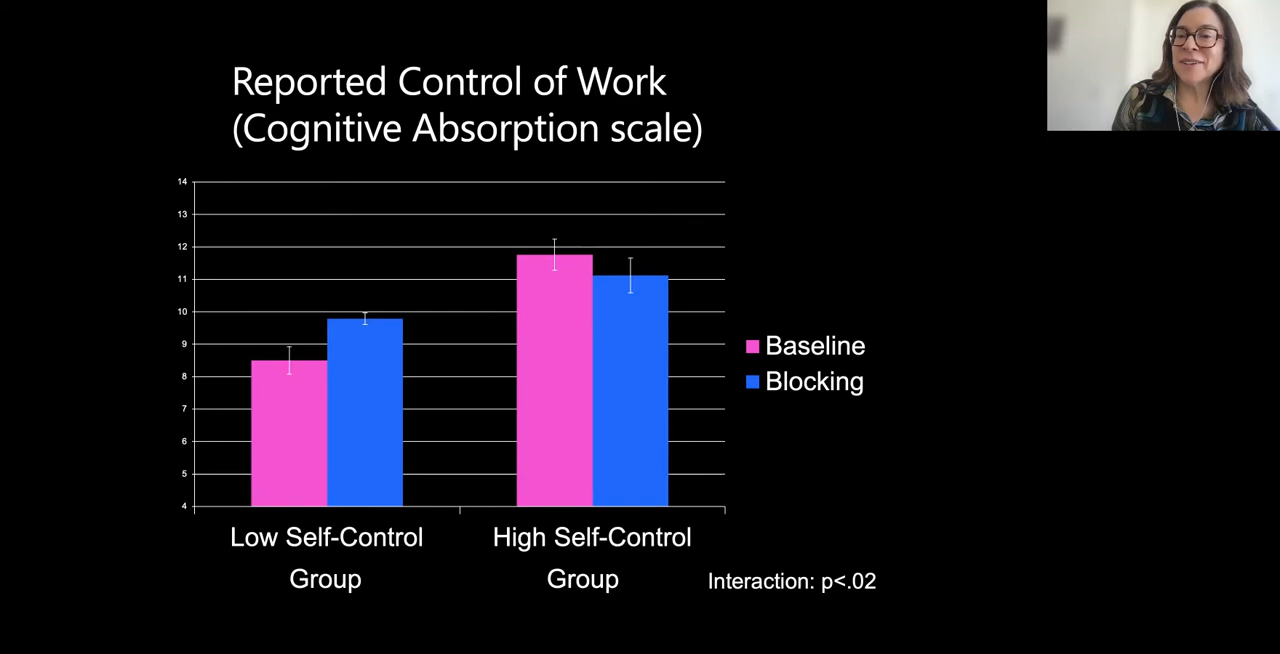 Reported Control of Work
(Cognitive Absorption scale)
14
13
12
11
10
9
8
7
6
5
4
Baseline
Blocking
Low Self-Control
Group
High Self-Control
Group
Interaction: p<.02